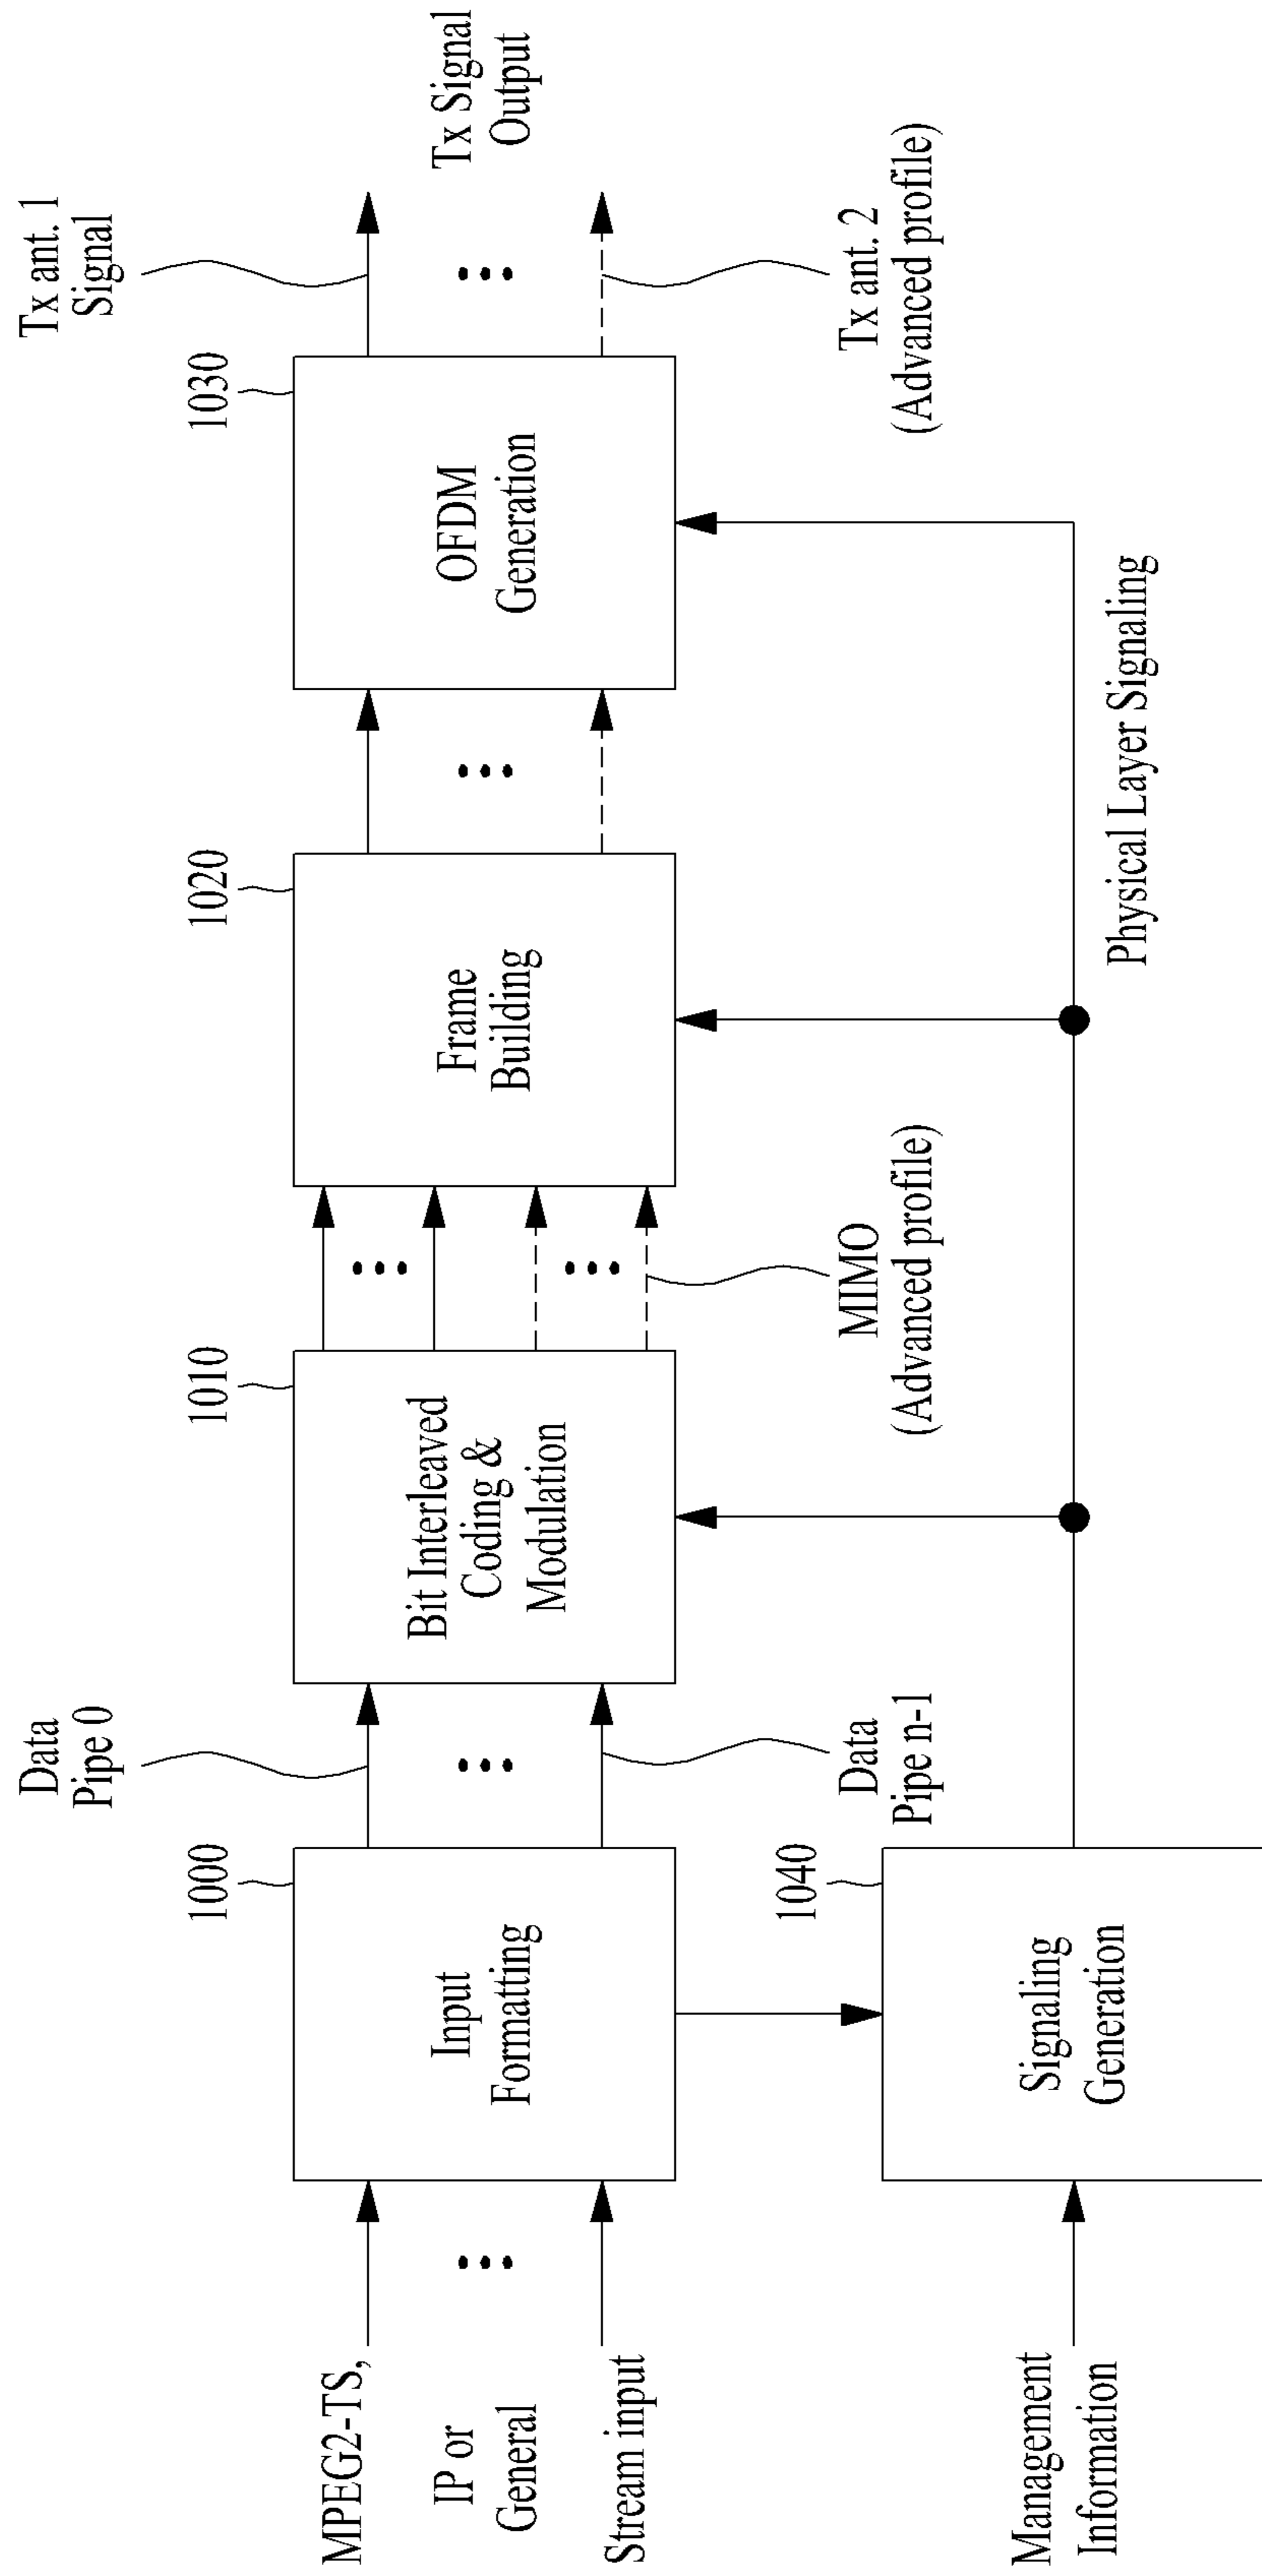 MPEG2-TS,
IP or
General
Stream input
Management
Information
1000
Input
Formatting
1040
Signaling
Generation
Data
Pipe 0
Data
Pipe n-1
1010
Bit Interleaved
Coding &
Modulation
MIMO
(Advanced profile)
1020
Frame
Building
Physical Layer Signaling
1030
OFDM
Generation
Tx ant. 1
Signal
Tx ant. 2
(Advanced profile)
Tx Signal
Output